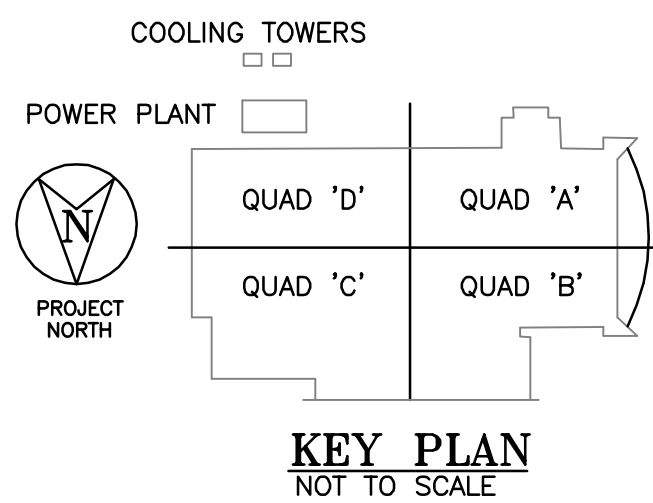 COOLING TOWERS
POWER PLANT
QUAD 'D'
QUAD 'A'
N
QUAD 'C'
QUAD 'B'
PROJECT
NORTH
KEY PLAN
NOT TO SCALE